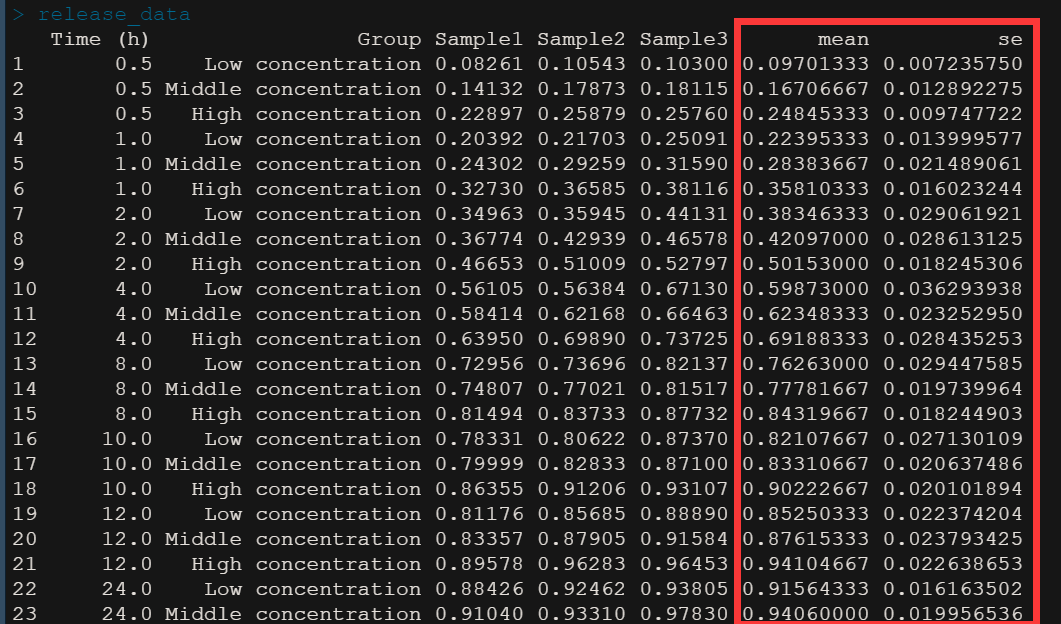 > release_data
Time (h) Group Sample1 Sample2 Sample3 mean se
1 0.5 Low concentration 0.08261 0.10543 0.10300 0.09701333 0.007235750
2 0.5 Middle concentration 0.14132 0.17873 0.18115 0.16706667 0.012892275
3 0.5 High concentration 0.22897 0.25879 0.25760 0.24845333 0.009747722
4 1.0 Low concentration 0.20392 0.21703 0.25091 0.22395333 0.013999577
5 1.0 Middle concentration 0.24302 0.29259 0.31590 0.28383667 0.021489061
6 1.0 High concentration 0.32730 0.36585 0.38116 0.35810333 0.016023244
7 2.0 Low concentration 0.34963 0.35945 0.44131 0.38346333 0.029061921
8 2.0 Middle concentration 0.36774 0.42939 0.46578 0.42097000 0.028613125
9 2.0 High concentration 0.46653 0.51009 0.52797 0.50153000 0.018245306
10 4.0 Low concentration 0.56105 0.56384 0.67130 0.59873000 0.036293938
11 4.0 Middle concentration 0.58414 0.62168 0.66463 0.62348333 0.023252950
12 4.0 High concentration 0.63950 0.69890 0.73725 0.69188333 0.028435253
13 8.0 Low concentration 0.72956 0.73696 0.82137 0.76263000 0.029447585
14 8.0 Middle concentration 0.74807 0.77021 0.81517 0.77781667 0.019739964
15 8.0 High concentration 0.81494 0.83733 0.87732 0.84319667 0.018244903
16 10.0 Low concentration 0.78331 0.80622 0.87370 0.82107667 0.027130109
17 10.0 Middle concentration 0.79999 0.82833 0.87100 0.83310667 0.020637486
18 10.0 High concentration 0.86355 0.91206 0.93107 0.90222667 0.020101894
19 12.0 Low concentration 0.81176 0.85685 0.88890 0.85250333 0.022374204
20 12.0 Middle concentration 0.83357 0.87905 0.91584 0.87615333 0.023793425
21 12.0 High concentration 0.89578 0.96283 0.96453 0.94104667 0.022638653
22 24.0 Low concentration 0.88426 0.92462 0.93805 0.91564333 0.016163502
23 24.0 Middle concentration 0.91040 0.93310 0.97830 0.94060000 0.019956536